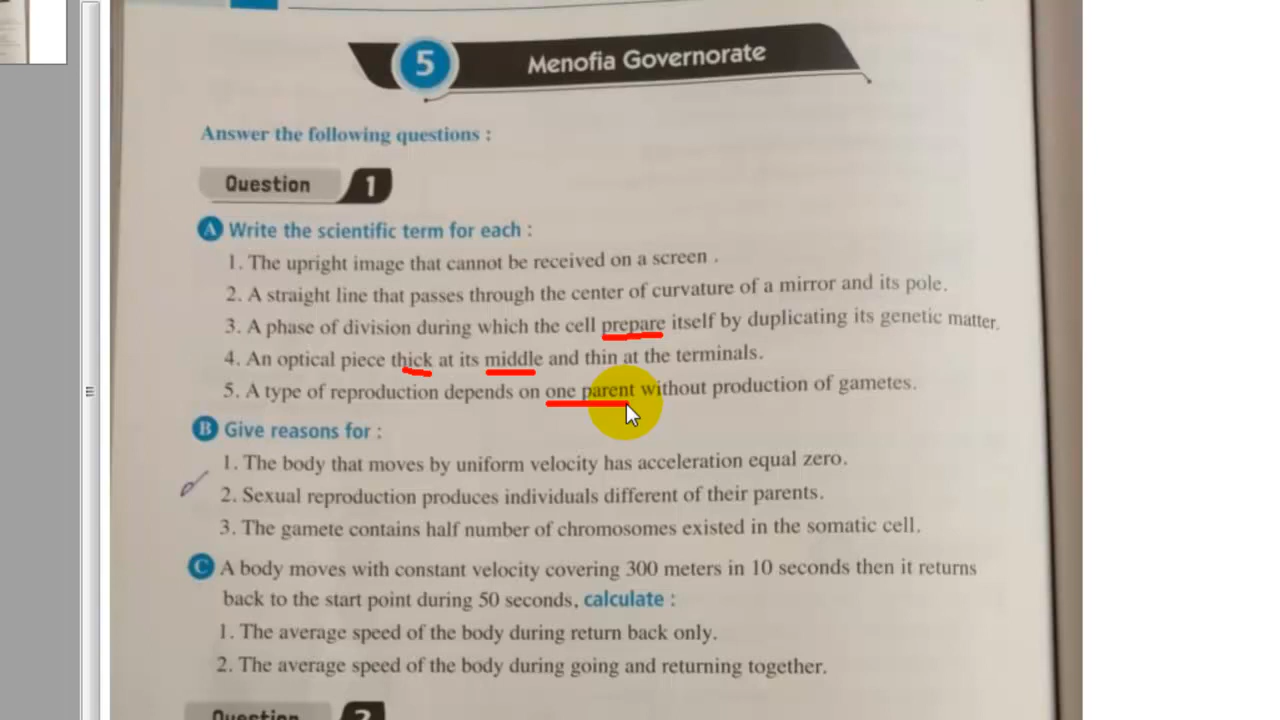 5 Menofia Governorate
Answer the following questions :
Question 1
A Write the scientific term for each :
1. The upright image that cannot be received on a screen .
2. A straight line that passes through the center of curvature of a mirror and its pole.
3. A phase of division during which the cell prepare itself by duplicating its genetic matter.
4. An optical piece thick at its middle and thin at the terminals.
5. A type of reproduction depends on one parent without production of gametes.
B Give reasons for :
1. The body that moves by uniform velocity has acceleration equal zero.
2. Sexual reproduction produces individuals different of their parents.
3. The gamete contains half number of chromosomes existed in the somatic cell.
C A body moves with constant velocity covering 300 meters in 10 seconds then it returns
back to the start point during 50 seconds, calculate :
1. The average speed of the body during return back only.
2. The average speed of the body during going and returning together.
Question 2